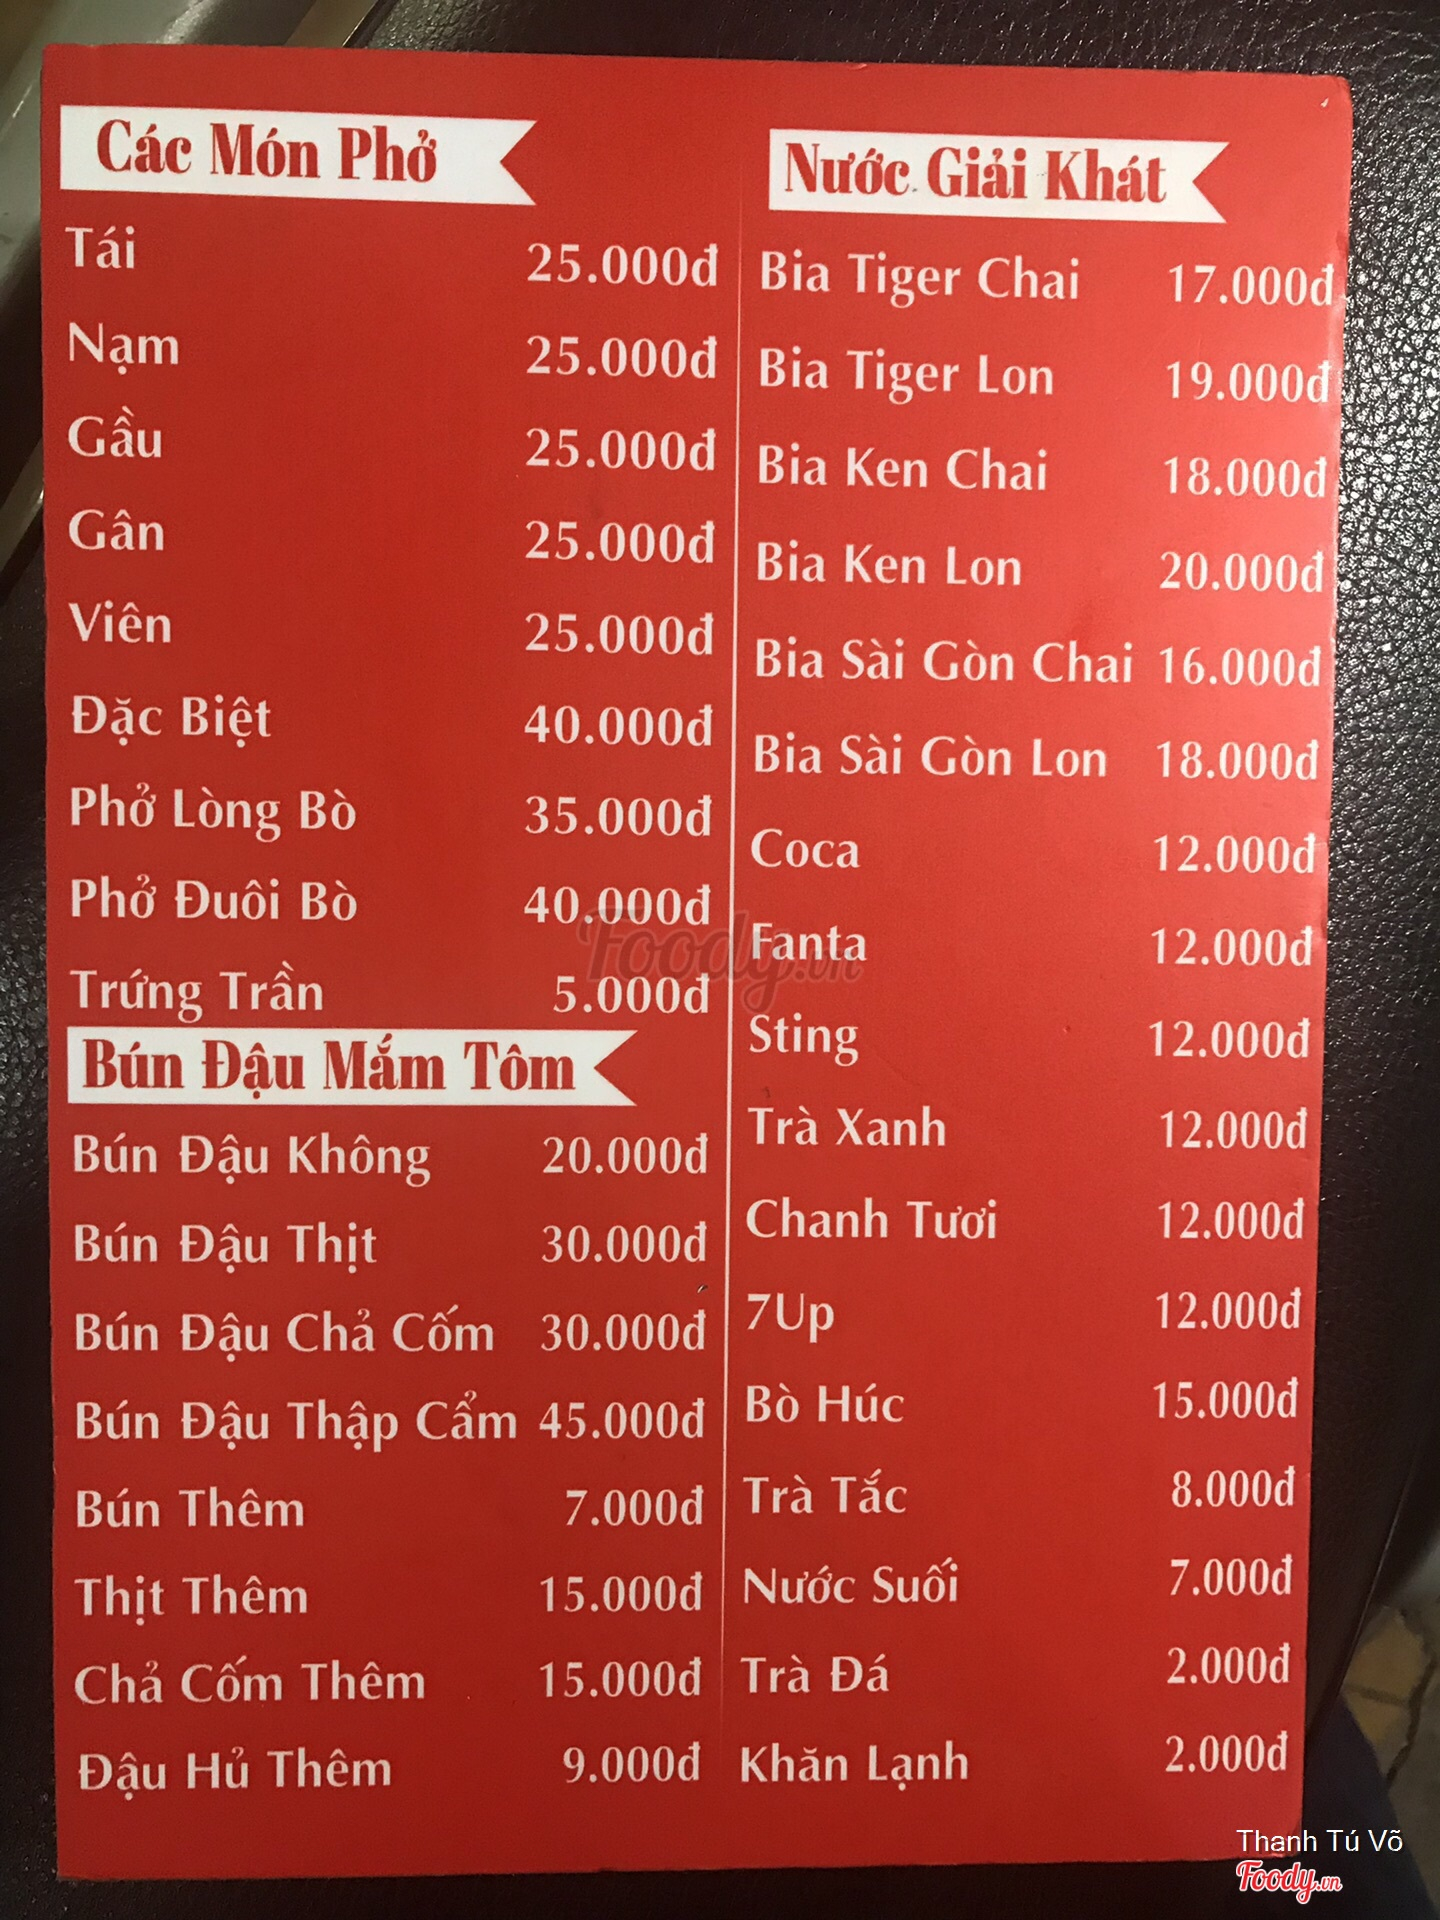 Các Món Phở
Tái 25.000đ
Nạm 25.000đ
Gầu 25.000đ
Gân 25.000đ
Viên 25.000đ
Đặc Biệt 40.000đ
Phở Lòng Bò 35.000đ
Phở Đuôi Bò 40.000đ
Trứng Trần 5.000đ
Bún Đậu Mắm Tôm
Bún Đậu Không 20.000đ
Bún Đậu Thịt 30.000đ
Bún Đậu Chả Cốm 30.000đ
Bún Đậu Thập Cẩm 45.000đ
Bún Thêm 7.000đ
Thịt Thêm 15.000đ
Chả Cốm Thêm 15.000đ
Đậu Hủ Thêm 9.000đ
Nước Giải Khát
Bia Tiger Chai 17.000đ
Bia Tiger Lon 19.000đ
Bia Ken Chai 18.000đ
Bia Ken Lon 20.000đ
Bia Sài Gòn Chai 16.000đ
Bia Sài Gòn Lon 18.000đ
Coca 12.000đ
Fanta 12.000đ
Sting 12.000đ
Trà Xanh 12.000đ
Chanh Tươi 12.000đ
7Up 12.000đ
Bò Húc 15.000đ
Trà Tắc 8.000đ
Nước Suối 7.000đ
Trà Đá 2.000đ
Khăn Lạnh 2.000đ
Foody.vn
Thanh Tú Võ
Foody.vn